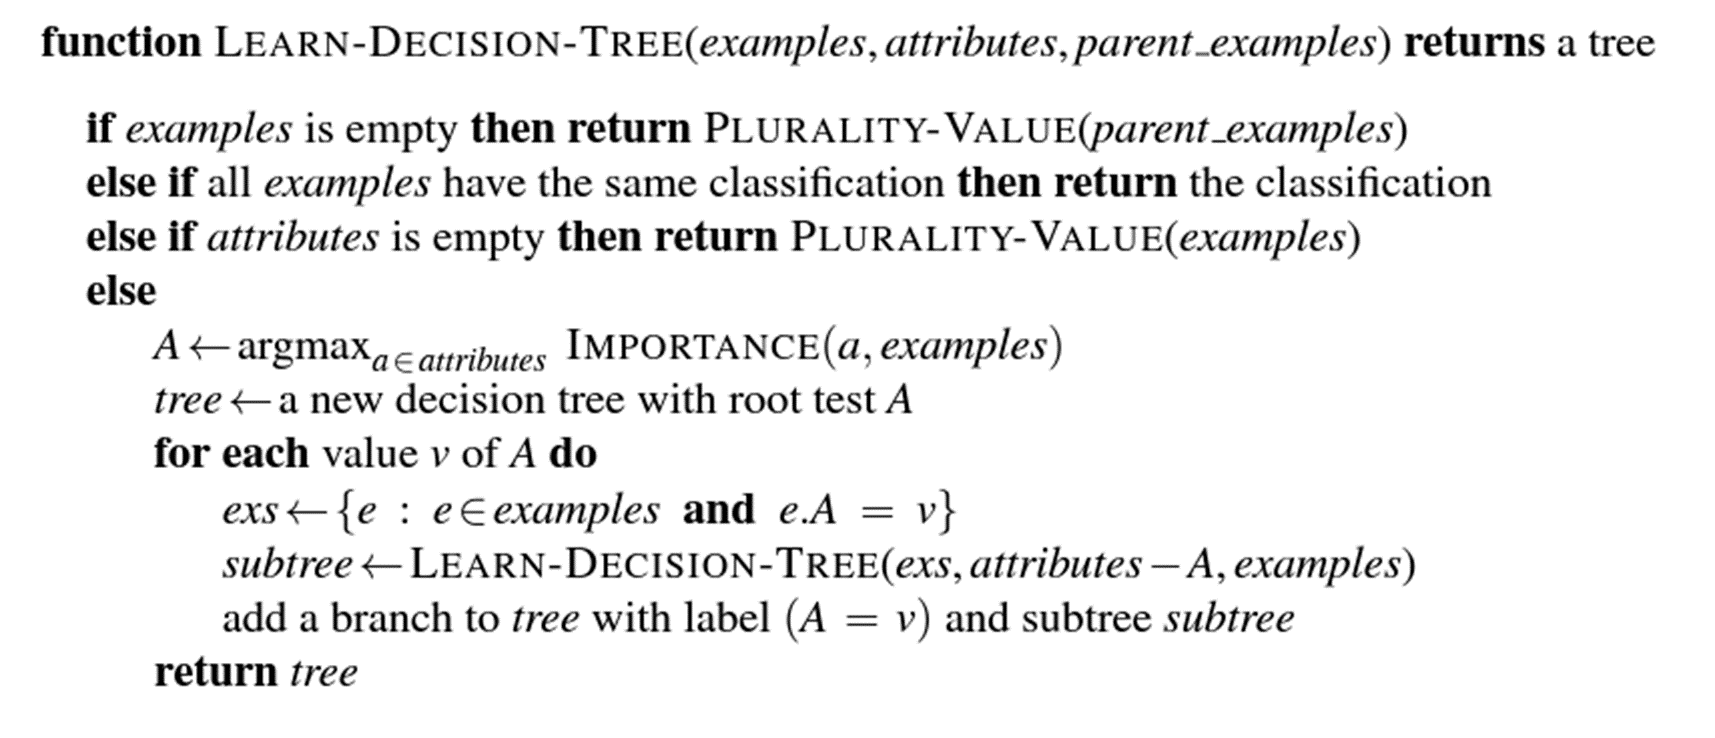 function LEARN-DECISION-TREE(examples, attributes, parent_examples) returns a tree
if examples is empty then return PLURALITY-VALUE(parent_examples)
else if all examples have the same classification then return the classification
else if attributes is empty then return PLURALITY-VALUE(examples)
else
A ← argmax a ∈ attributes IMPORTANCE(a, examples)
tree ← a new decision tree with root test A
for each value v of A do
exs ← {e : e ∈ examples and e.A = v}
subtree ← LEARN-DECISION-TREE(exs, attributes − A, examples)
add a branch to tree with label (A = v) and subtree subtree
return tree